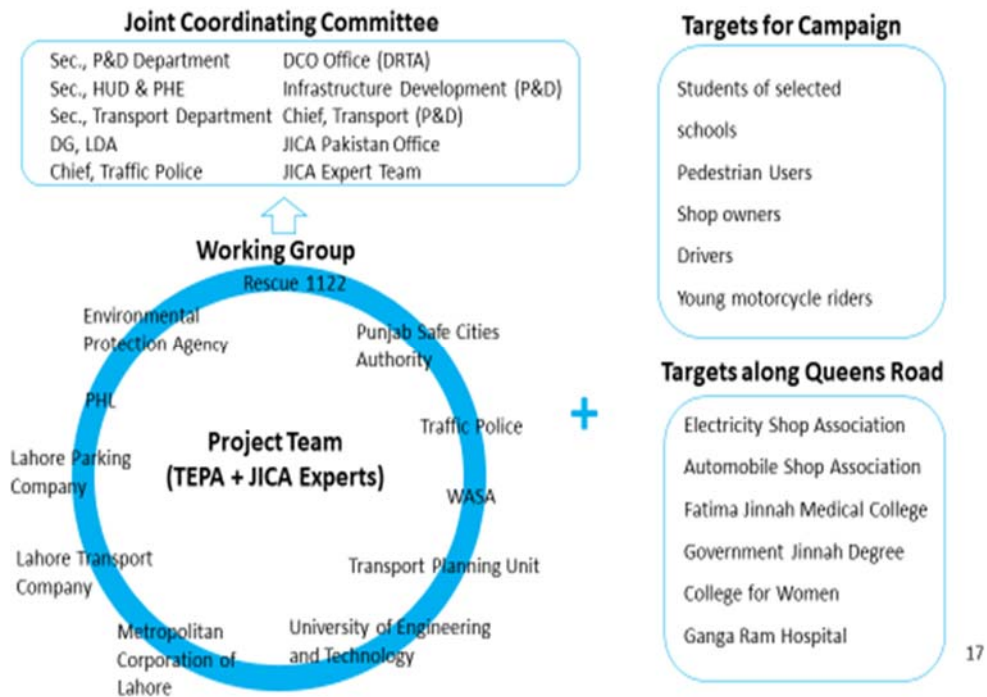 Joint Coordinating Committee
Sec., P&D Department
Sec., HUD & PHE
Sec., Transport Department
DG, LDA
Chief, Traffic Police
DCO Office (DRTA)
Infrastructure Development (P&D)
Chief, Transport (P&D)
JICA Pakistan Office
JICA Expert Team
Working Group
Rescue 1122
Environmental
Protection Agency
Punjab Safe Cities
Authority
PHL
Traffic Police
Lahore Parking
Company
Project Team
(TEPA + JICA Experts)
WASA
Lahore Transport
Company
Transport Planning Unit
Metropolitan
Corporation of
Lahore
University of Engineering
and Technology
+
Targets for Campaign
Students of selected
schools
Pedestrian Users
Shop owners
Drivers
Young motorcycle riders
Targets along Queens Road
Electricity Shop Association
Automobile Shop Association
Fatima Jinnah Medical College
Government Jinnah Degree
College for Women
Ganga Ram Hospital
17